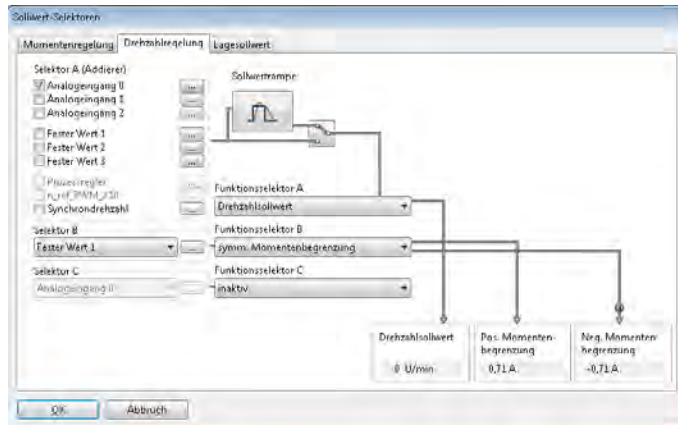 Sollwert-Selektoren
Momentenregelung Drehzahlregelung Lagesollwert
Selektor A (Addierer)
Analogeingang 0
Analogeingang 1
Analogeingang 2
Fester Wert 1
Fester Wert 2
Fester Wert 3
Prozessregler
n_ref_PWM_X10
Synchrondrehzahl
Sollwertrampe
Funktionsselektor A
Drehzahlsollwert
Selektor B
Fester Wert 1
...
Funktionsselektor B
symm. Momentenbegrenzung
Selektor C
Analogeingang 0
Funktionsselektor C
inaktiv
Drehzahlsollwert
0 U/min
Pos. Momenten-
begrenzung
0,71 A
Neg. Momenten
begrenzung
-0,71 A
OK Abbruch